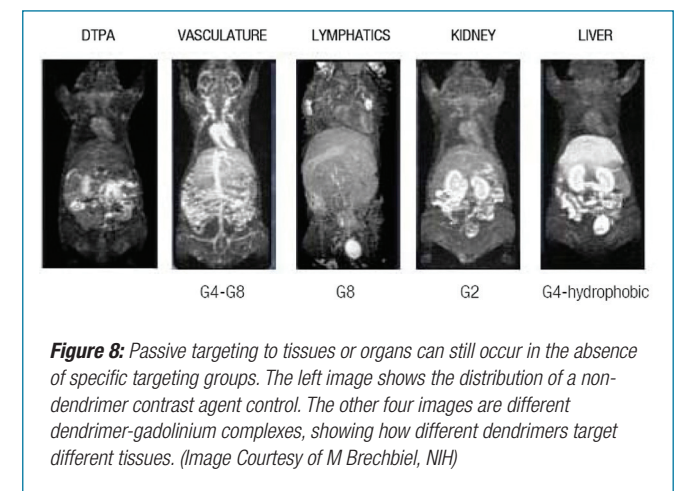 DTPA VASCULATURE LYMPHATICS KIDNEY LIVER
G4-G8 G8 G2 G4-hydrophobic
Figure 8: Passive targeting to tissues or organs can still occur in the absence
of specific targeting groups. The left image shows the distribution of a non-
dendrimer contrast agent control. The other four images are different
dendrimer-gadolinium complexes, showing how different dendrimers target
different tissues. (Image Courtesy of M Brechbiel, NIH)